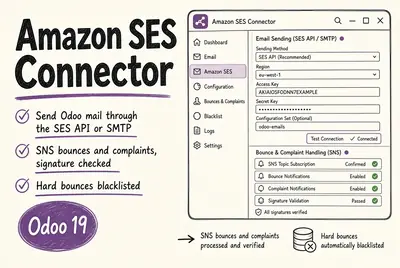 Amazon SES
Connector
Send Odoo mail through
the SES API or SMTP
SNS bounces and complaints,
signature checked
Hard bounces blacklisted
Odoo 19
Amazon SES Connector
Dashboard
Email
Amazon SES
Configuration
Bounces & Complaints
Blacklist
Logs
Settings
Email Sending (SES API / SMTP)
Sending Method
SES API (Recommended)
Region
eu-west-1
Access Key
AKIAIOSFODNN7EXAMPLE
Secret Key
Configuration Set (Optional)
odoo-emails
Test Connection
Connected
Bounce & Complaint Handling (SNS)
SNS Topic Subscription Confirmed
Bounce Notifications Enabled
Complaint Notifications Enabled
Signature Validation Passed
All signatures verified
SNS bounces and complaints
processed and verified
Hard bounces
automatically blacklisted